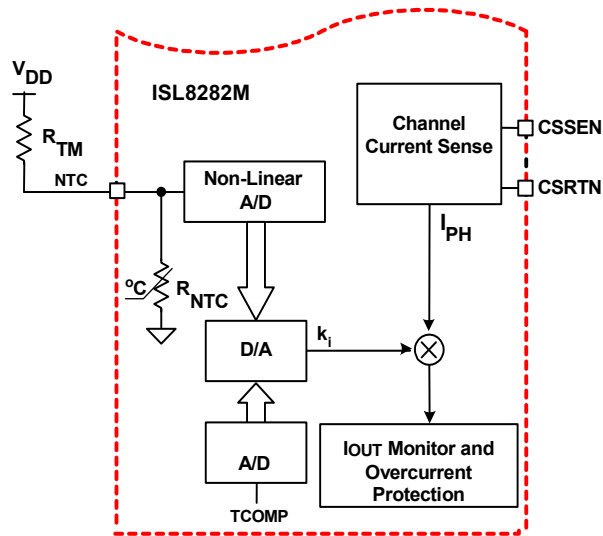 VDD
ISL8282M
RTM
NTC
Non-Linear
A/D
Channel
Current Sense
CSSEN
CSRTN
IPH
°C
RNTC
D/A
ki
A/D
TCOMP
IOUT Monitor and
Overcurrent
Protection